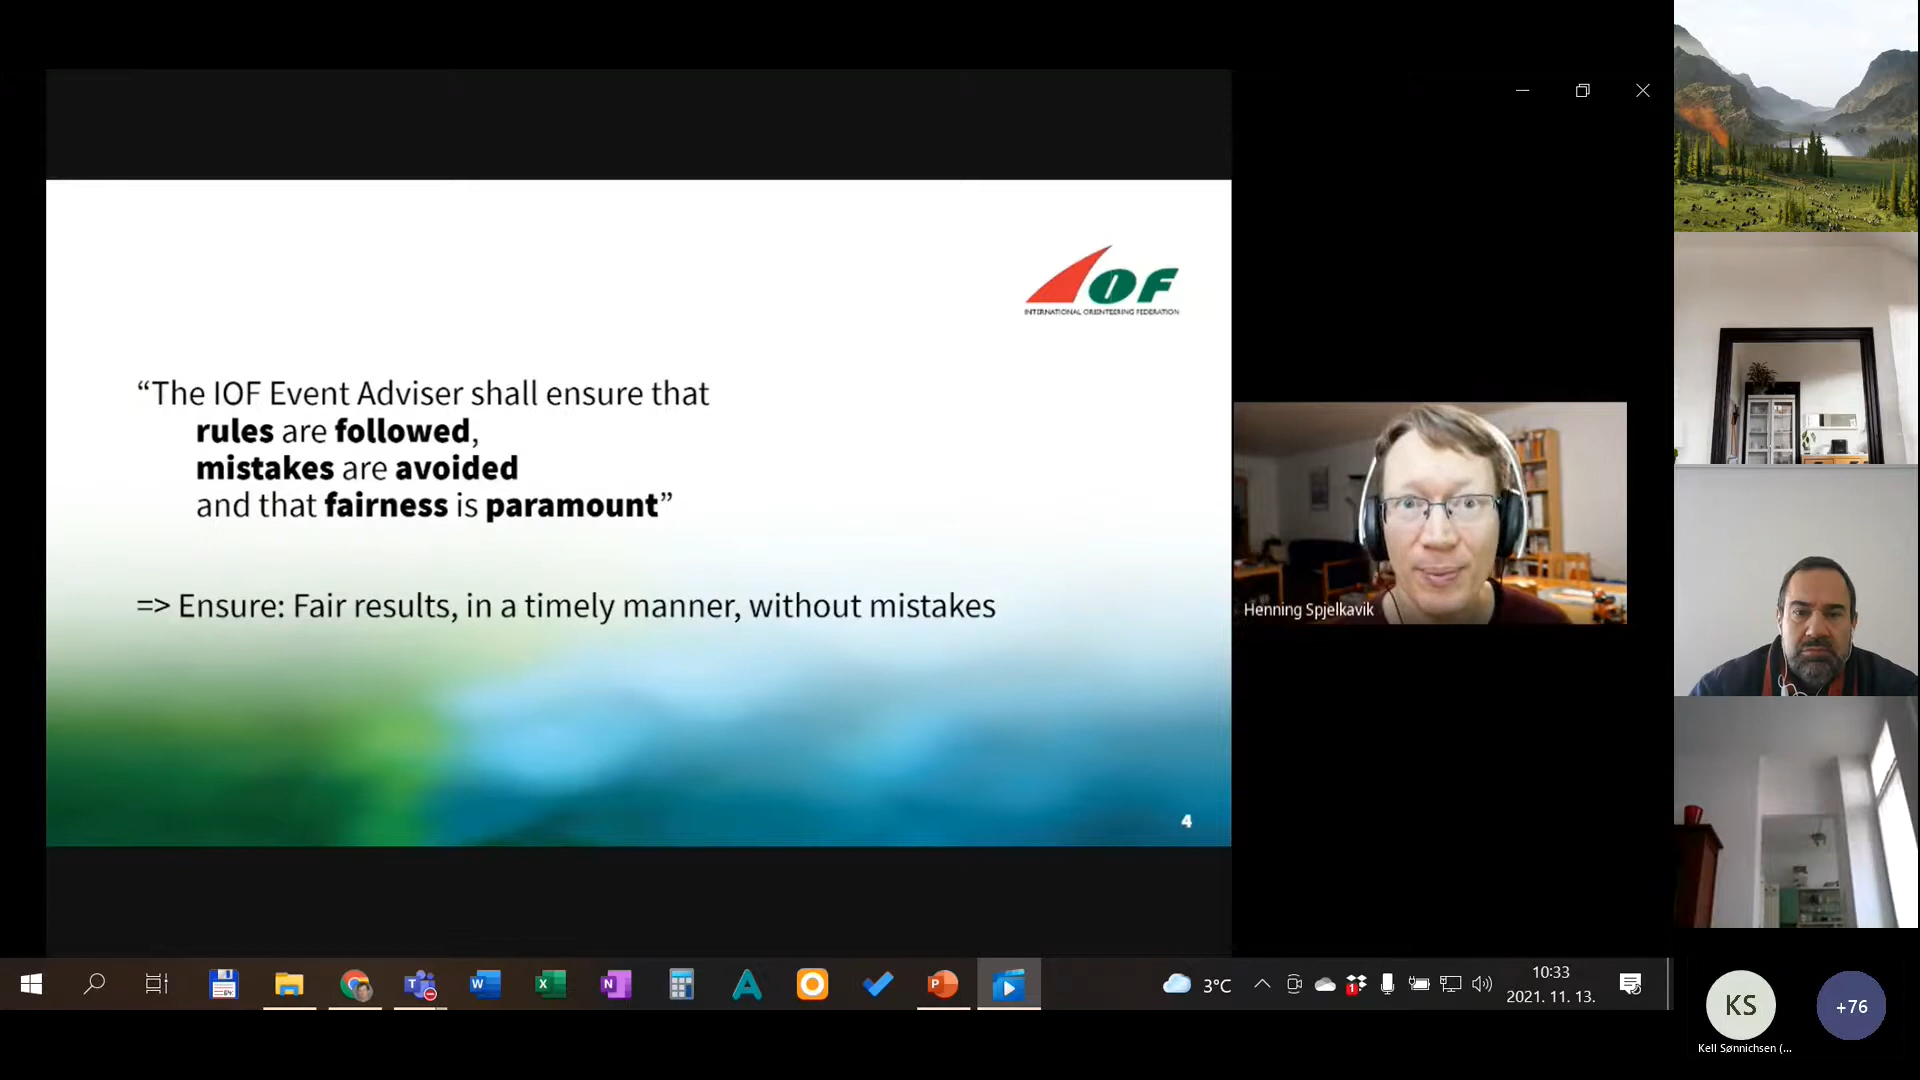 IOF
INTERNATIONAL ORIENTEERING FEDERATION
“The IOF Event Adviser shall ensure that
rules are followed,
mistakes are avoided
and that fairness is paramount”
=> Ensure: Fair results, in a timely manner, without mistakes
4
Henning Spjelkavik
3°C
10:33
2021. 11. 13.
KS
+76
Kell Sønnichsen (...